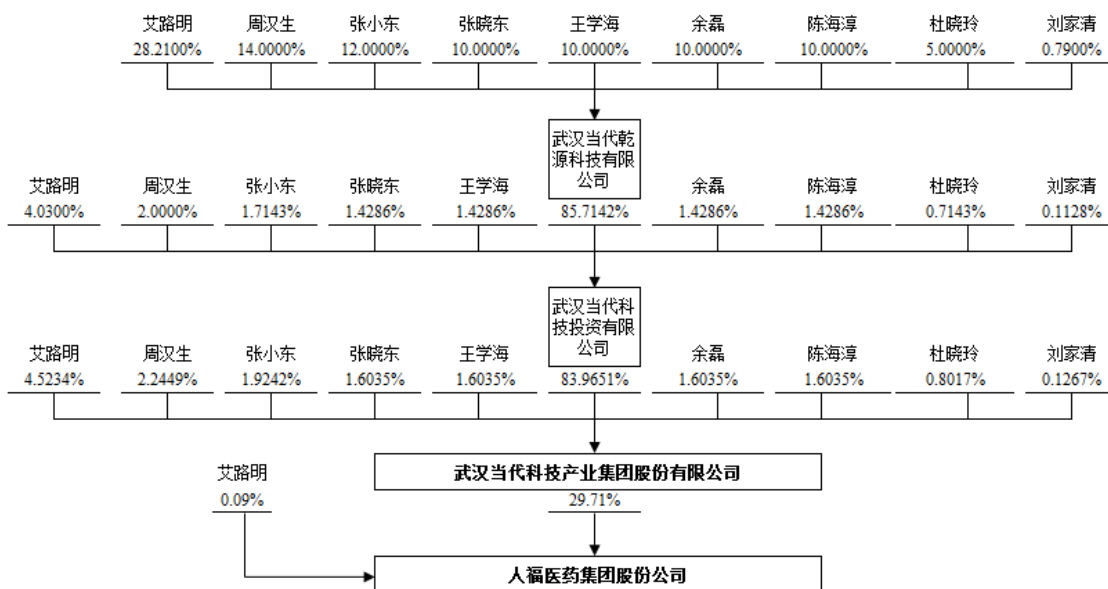 艾路明 周汉生 张小东 张晓东 王学海 余磊 陈海淳 杜晓玲 刘家清
28.2100% 14.0000% 12.0000% 10.0000% 10.0000% 10.0000% 10.0000% 5.0000% 0.7900%
武汉当代乾
源科技有限
公司
艾路明 周汉生 张小东 张晓东 王学海 余磊 陈海淳 杜晓玲 刘家清
4.0300% 2.0000% 1.7143% 1.4286% 1.4286% 85.7142% 1.4286% 1.4286% 0.7143% 0.1128%
武汉当代科
技投资有限
公司
艾路明 周汉生 张小东 张晓东 王学海 余磊 陈海淳 杜晓玲 刘家清
4.5234% 2.2449% 1.9242% 1.6035% 1.6035% 83.9651% 1.6035% 1.6035% 0.8017% 0.1267%
武汉当代科技产业集团股份有限公司
艾路明
0.09% 29.71%
人福医药集团股份公司